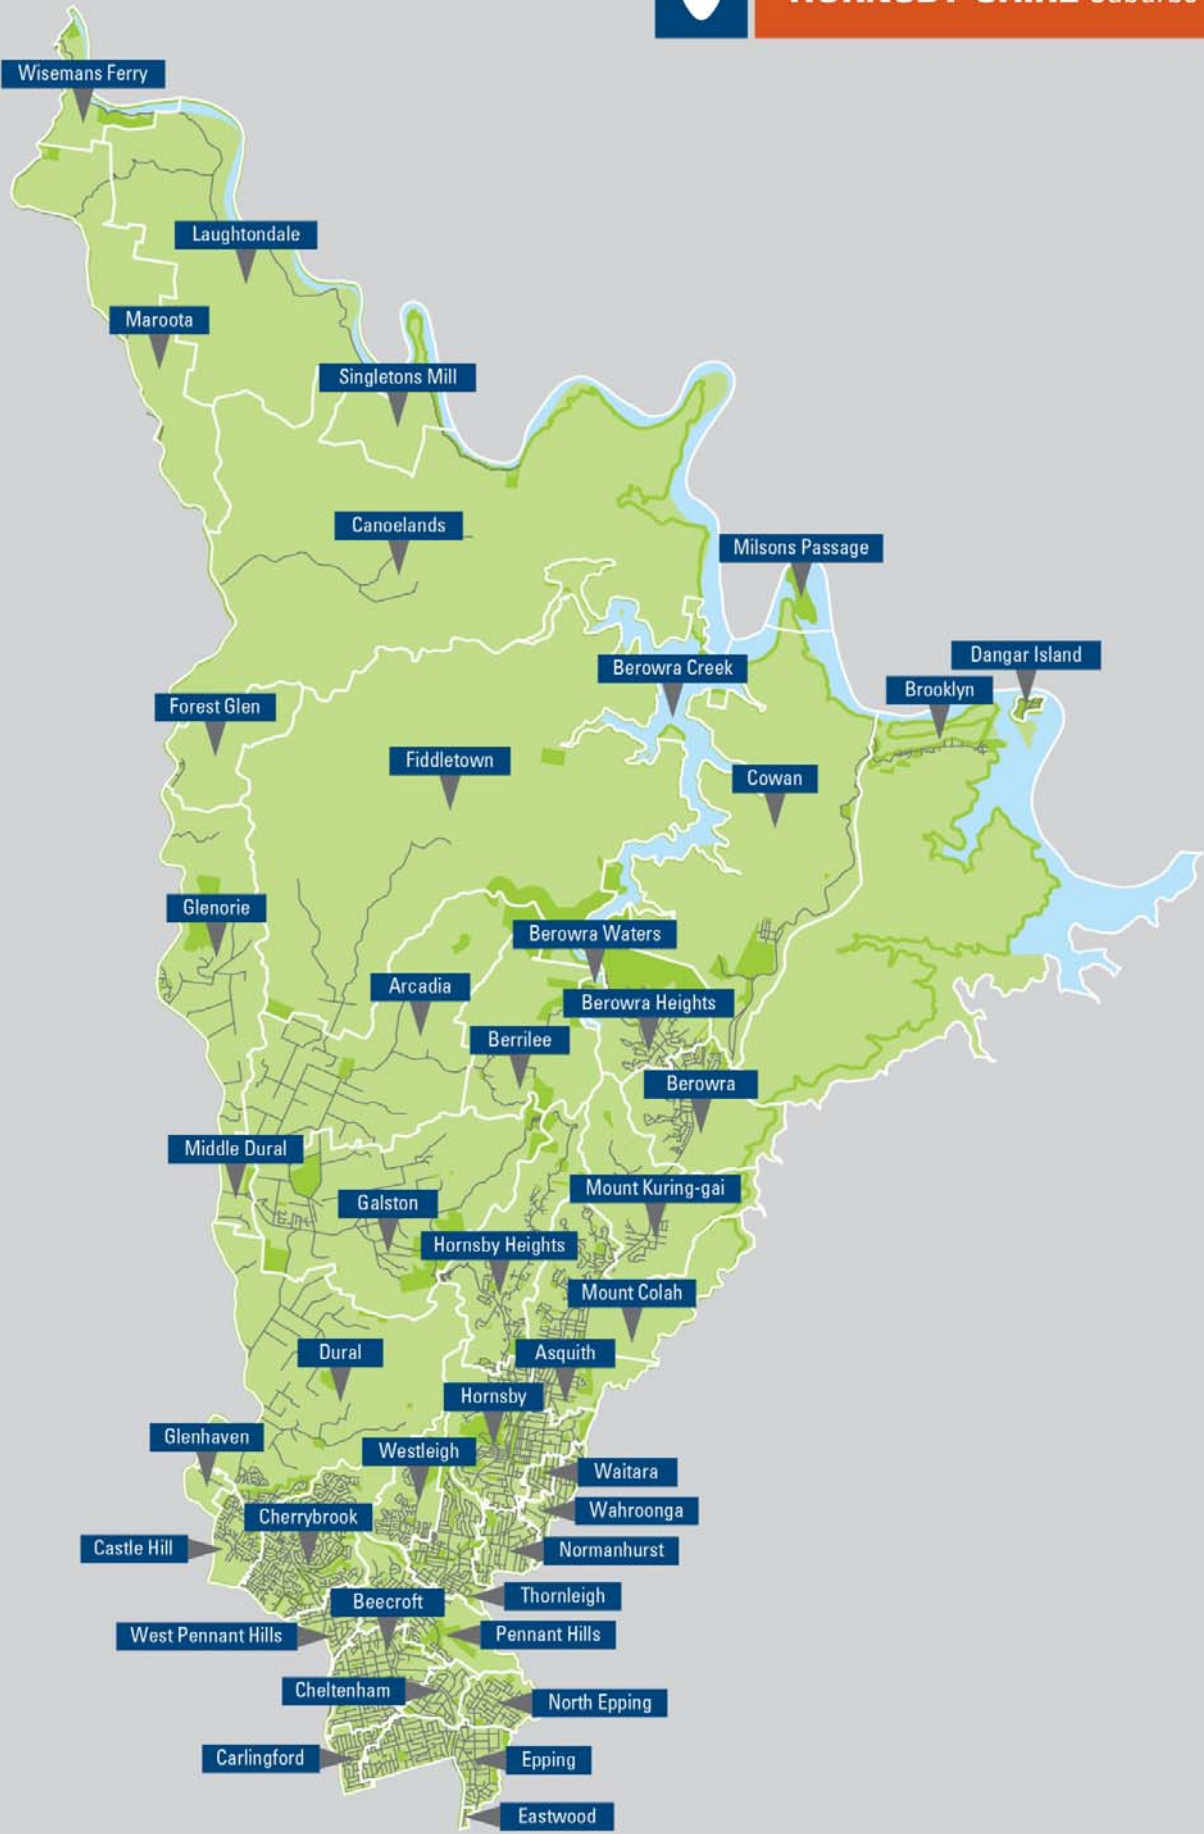 Suburbs
Wisemans Ferry
Laughtondale
Maroota
Singletons Mill
Canoelands
Milsons Passage
Dangar Island
Berowra Creek
Brooklyn
Forest Glen
Fiddletown
Cowan
Glenorie
Berowra Waters
Arcadia
Berowra Heights
Berrilee
Berowra
Middle Dural
Mount Kuring-gai
Galston
Hornsby Heights
Mount Colah
Dural
Asquith
Hornsby
Glenhaven
Westleigh
Waitara
Wahroonga
Cherrybrook
Castle Hill
Normanhurst
Thornleigh
Beecroft
West Pennant Hills
Pennant Hills
Cheltenham
North Epping
Carlingford
Epping
Eastwood